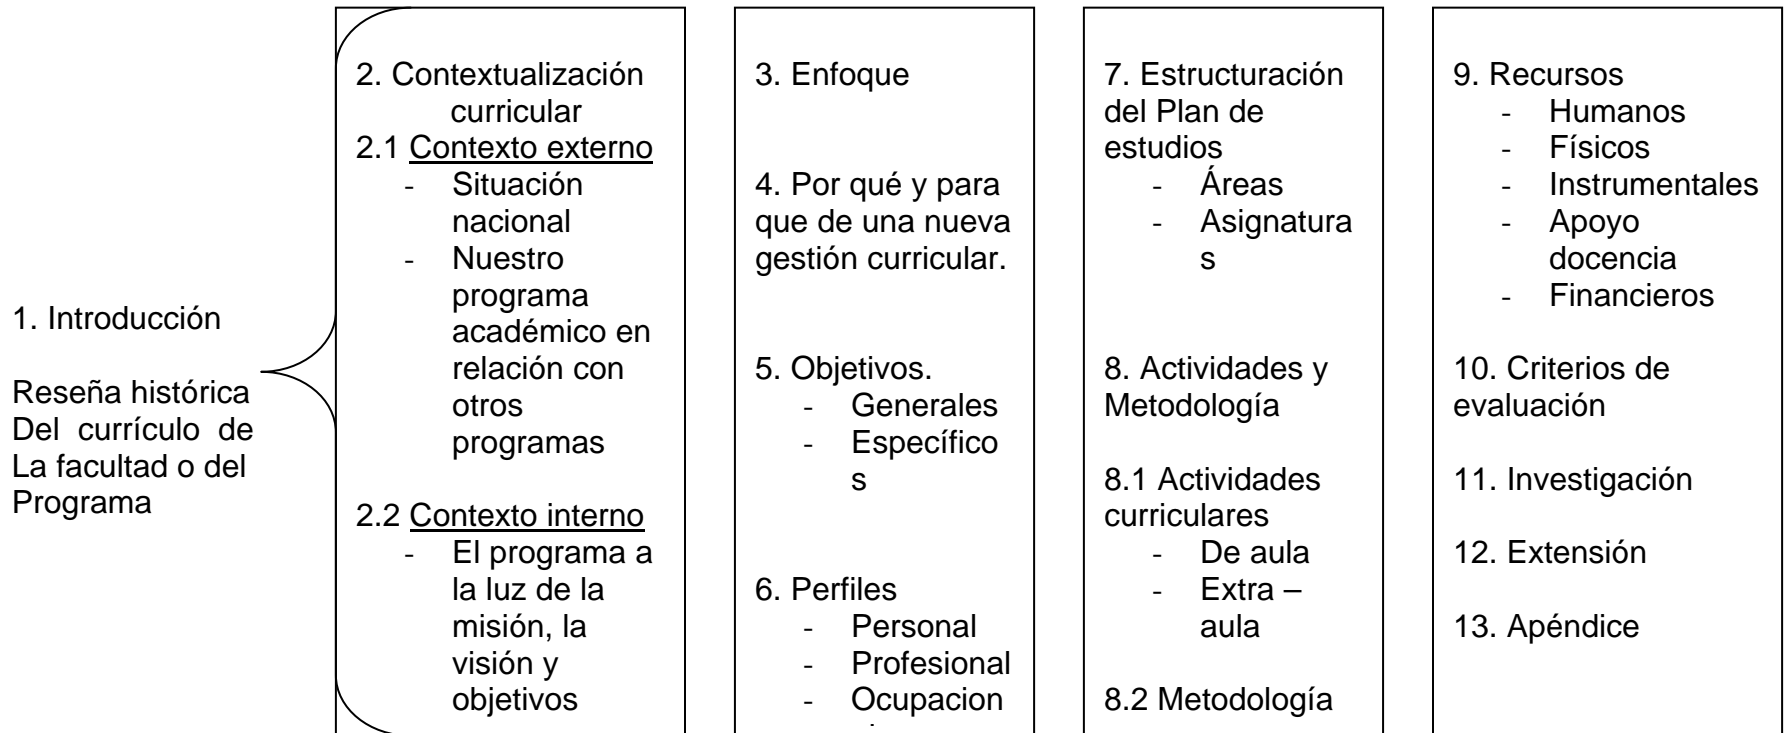 1. Introducción
Reseña histórica
Del currículo de
La facultad o del
Programa
2. Contextualización
curricular
2.1 Contexto externo
- Situación
nacional
- Nuestro
programa
académico en
relación con
otros
programas
2.2 Contexto interno
- El programa a
la luz de la
misión, la
visión y
objetivos
3. Enfoque
4. Por qué y para
que de una nueva
gestión curricular.
5. Objetivos.
- Generales
- Específico
s
6. Perfiles
- Personal
- Profesional
- Ocupacion
7. Estructuración
del Plan de
estudios
- Áreas
- Asignatura
s
8. Actividades y
Metodología
8.1 Actividades
curriculares
- De aula
- Extra –
aula
8.2 Metodología
9. Recursos
- Humanos
- Físicos
- Instrumentales
- Apoyo
docencia
- Financieros
10. Criterios de
evaluación
11. Investigación
12. Extensión
13. Apéndice